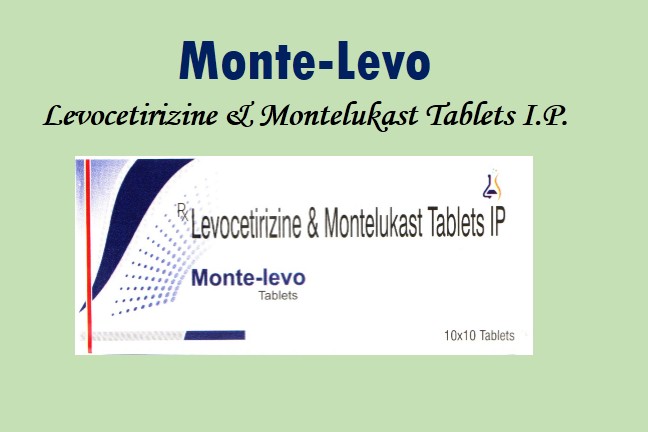 Monte-Levo
Levocetirizine & Montelukast Tablets I.P.
Rx Levocetirizine & Montelukast Tablets IP
Monte-levo
Tablets
10x10 Tablets